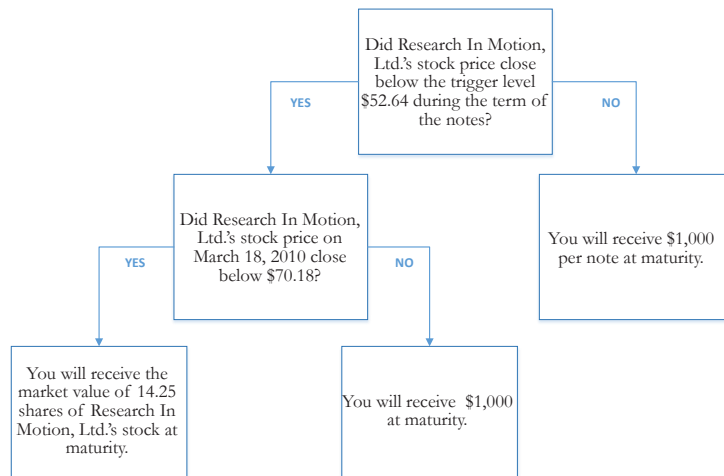 Did Research In Motion,
Ltd.'s stock price close
below the trigger level
$52.64 during the term of
the notes?
YES
NO
Did Research In Motion,
Ltd.'s stock price on
March 18, 2010 close
below $70.18?
You will receive $1,000
per note at maturity.
YES
NO
You will receive the
market value of 14.25
shares of Research In
Motion, Ltd.'s stock at
maturity.
You will receive $1,000
at maturity.